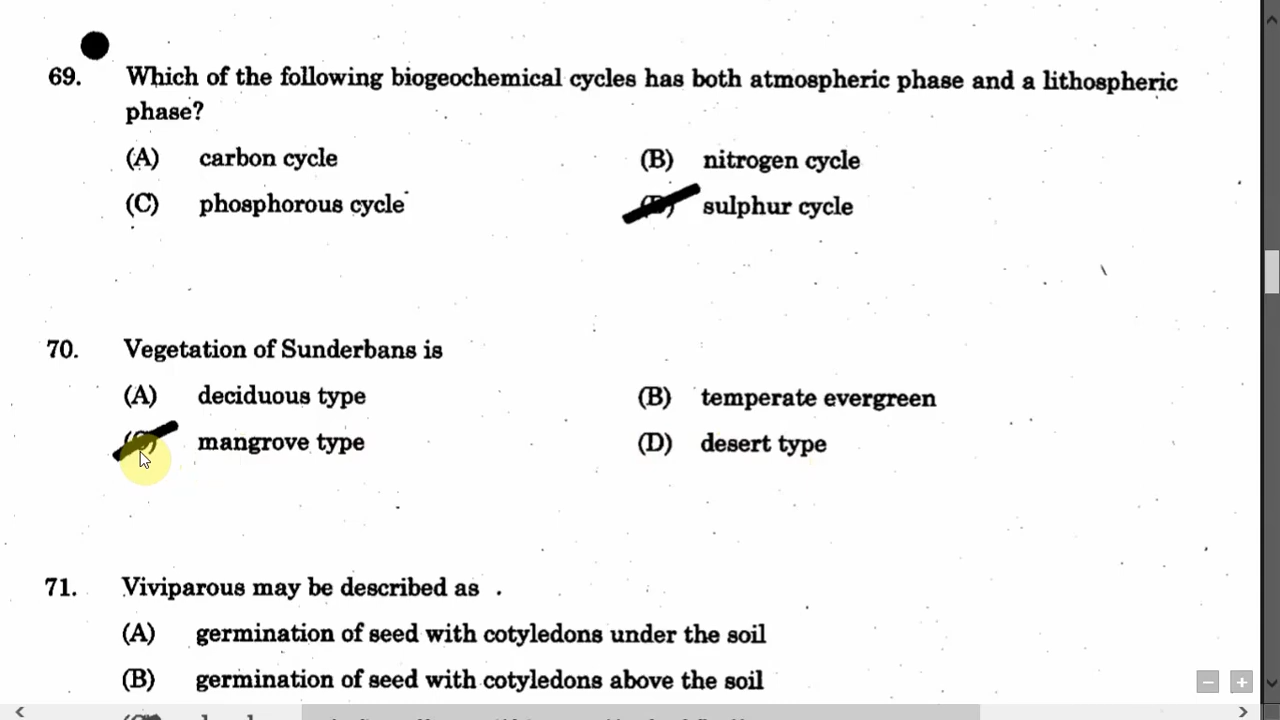 69. Which of the following biogeochemical cycles has both atmospheric phase and a lithospheric
phase?
(A) carbon cycle (B) nitrogen cycle
(C) phosphorous cycle sulphur cycle
70. Vegetation of Sunderbans is
(A) deciduous type (B) temperate evergreen
mangrove type (D) desert type
71. Viviparous may be described as .
(A) germination of seed with cotyledons under the soil
(B) germination of seed with cotyledons above the soil